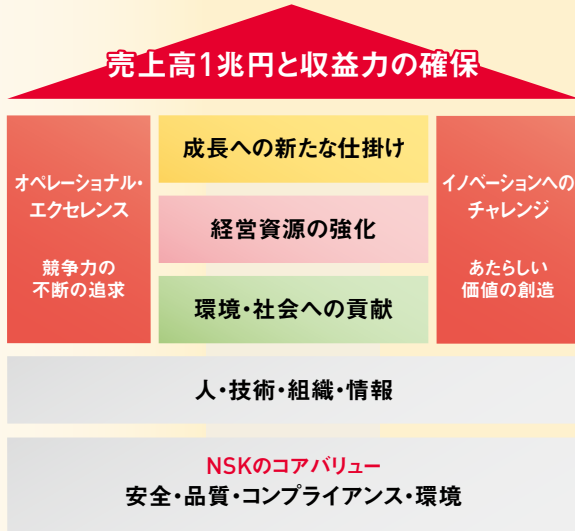 売上高1兆円と収益力の確保
オペレーショナル・
エクセレンス
競争力の
不断の追求
成長への新たな仕掛け
経営資源の強化
環境・社会への貢献
イノベーションへの
チャレンジ
あたらしい
価値の創造
人・技術・組織・情報
NSKのコアバリュー
安全・品質・コンプライアンス・環境